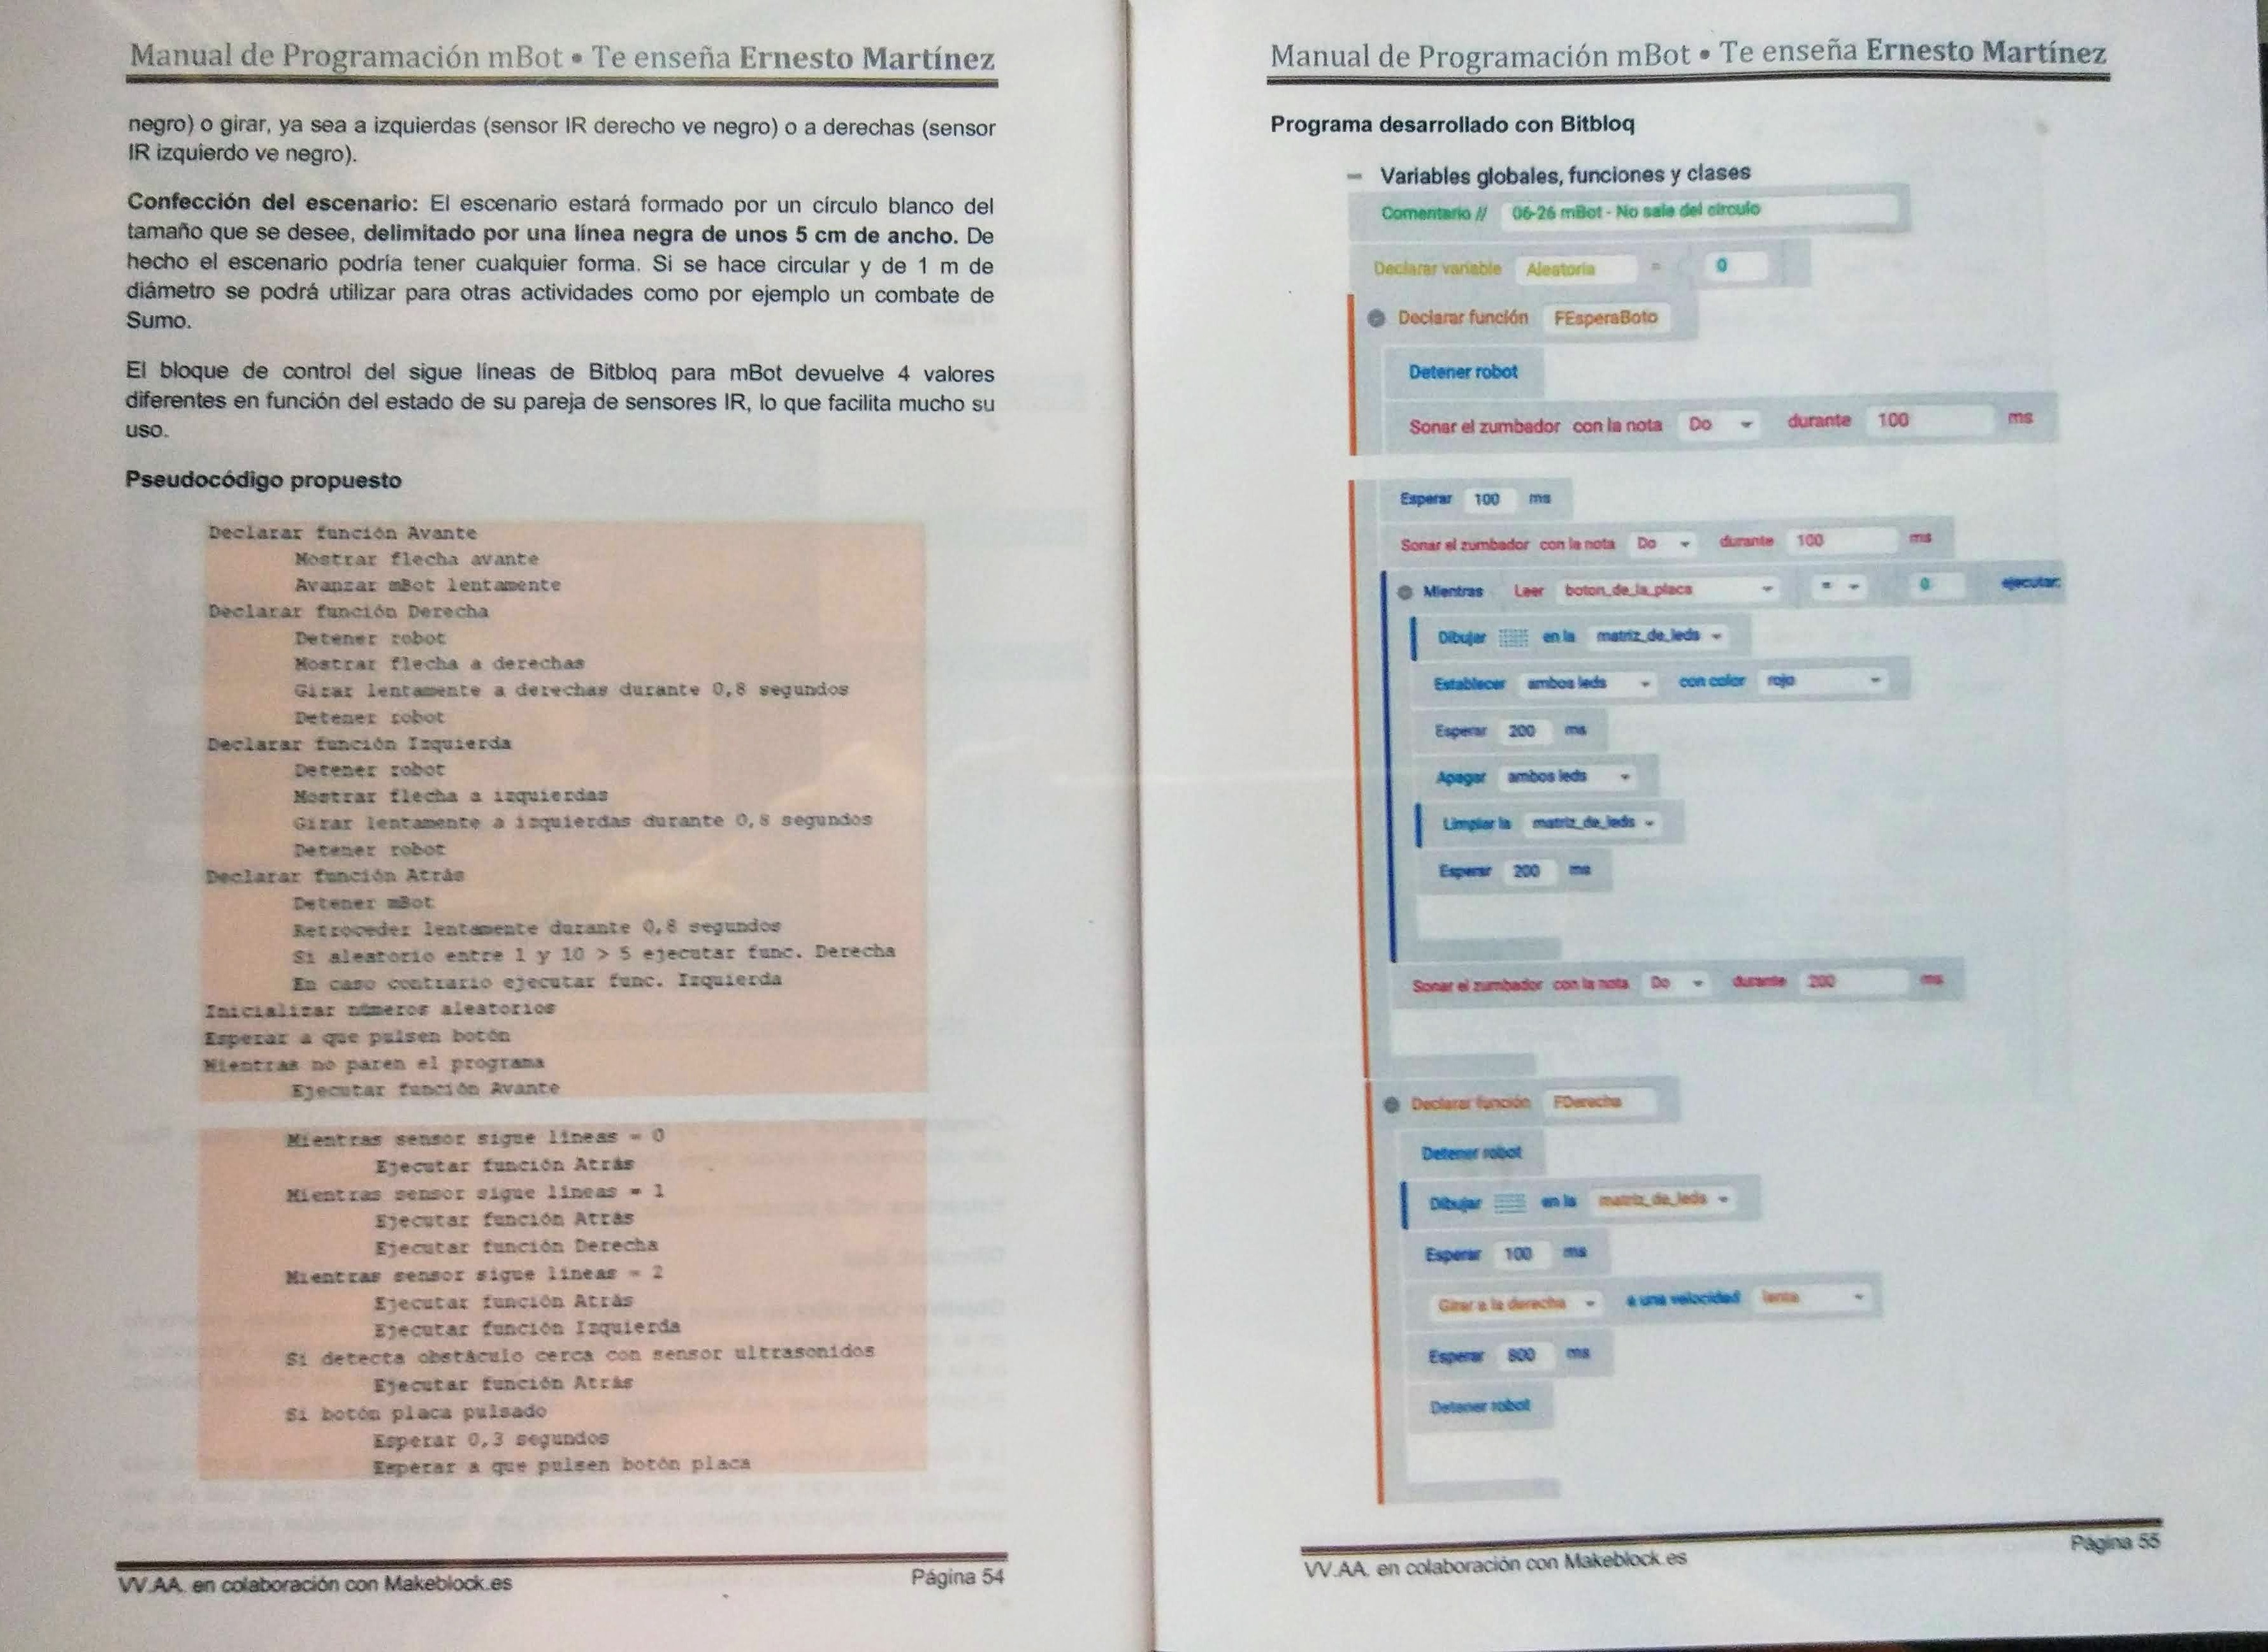 Manual de Programación mBot • Te enseña Ernesto Martínez
negro) o girar, ya sea a izquierdas (sensor IR derecho ve negro) o a derechas (sensor
IR izquierdo ve negro).
Confección del escenario: El escenario estará formado por un círculo blanco del
tamaño que se desee, delimitado por una línea negra de unos 5 cm de ancho. De
hecho el escenario podría tener cualquier forma. Si se hace circular y de 1 m de
diámetro se podrá utilizar para otras actividades como por ejemplo un combate de
Sumo.
El bloque de control del sigue líneas de Bitbloq para mBot devuelve 4 valores
diferentes en función del estado de su pareja de sensores IR, lo que facilita mucho su
uso.
Pseudocódigo propuesto
Declarar función Avante
Mostrar flecha avante
Avanzar mBot lentamente
Declarar función Derecha
Detener robot
Mostrar flecha a derechas
Girar lentamente a derechas durante 0,8 segundos
Detener robot
Declarar función Izquierda
Detener robot
Mostrar flecha a izquierdas
Girar lentamente a izquierdas durante 0,8 segundos
Detener robot
Declarar función Atrás
Detener mBot
Retroceder lentamente durante 0,8 segundos
Si aleatorio entre 1 y 10 > 5 ejecutar func. Derecha
En caso contrario ejecutar func. Izquierda
Inicializar números aleatorios
Esperar a que pulsen botón
Mientras no paren el programa
Ejecutar función Avante
Mientras sensor sigue líneas = 0
Ejecutar función Atrás
Mientras sensor sigue líneas = 1
Ejecutar función Atrás
Ejecutar función Derecha
Mientras sensor sigue líneas = 2
Ejecutar función Atrás
Ejecutar función Izquierda
Si detecta obstáculo cerca con sensor ultrasonidos
Ejecutar función Atrás
Si botón placa pulsado
Esperar 0,3 segundos
Esperar a que pulsen botón placa
VV.AA. en colaboración con Makeblock.es Página 54
Manual de Programación mBot • Te enseña Ernesto Martínez
Programa desarrollado con Bitbloq
Variables globales, funciones y clases
Comentario // 06-26 mBot - No sale del círculo
Declarar variable Aleatoria = 0
Declarar función FEsperaBoto
Detener robot
Sonar el zumbador con la nota Do durante 100 ms
Esperar 100 ms
Sonar el zumbador con la nota Do durante 100 ms
Mientras Leer boton_de_la_placa = 0 ejecutar:
Dibujar en la matriz_de_leds
Establecer ambos leds con color rojo
Esperar 200 ms
Apagar ambos leds
Limpiar la matriz_de_leds
Esperar 200 ms
Sonar el zumbador con la nota Do durante 200 ms
Declarar función FDerecha
Detener robot
Dibujar en la matriz_de_leds
Esperar 100 ms
Girar a la derecha a una velocidad lenta
Esperar 800 ms
Detener robot
VV.AA. en colaboración con Makeblock.es Página 55